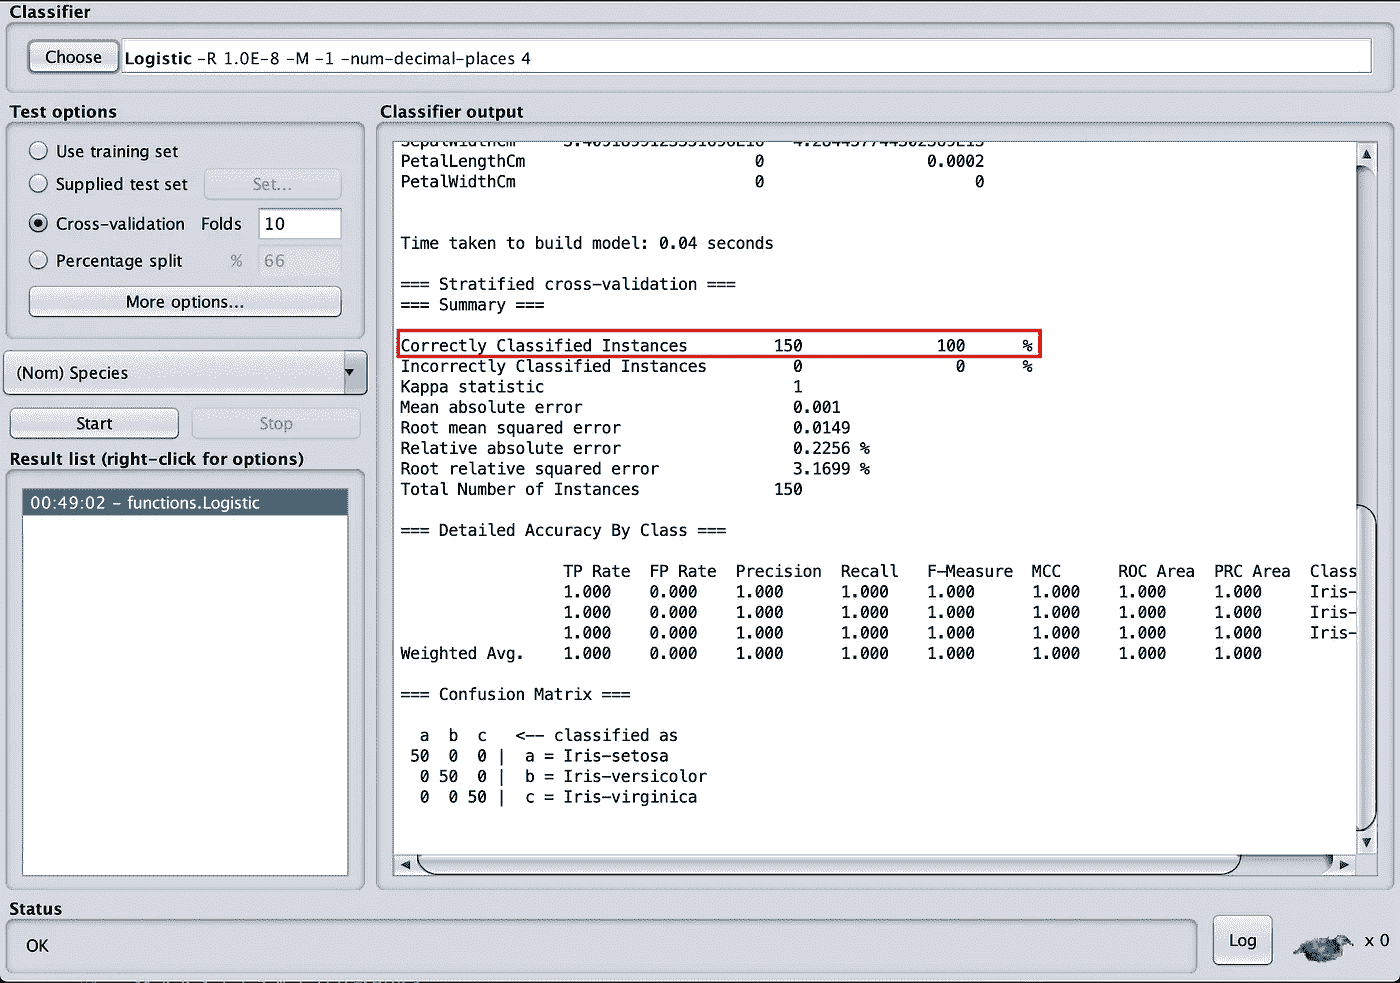 Classifier
Choose Logistic -R 1.0E-8 -M -1 -num-decimal-places 4
Test options
Use training set
Supplied test set Set...
Cross-validation Folds 10
Percentage split % 66
More options...
(Nom) Species
Start Stop
Result list (right-click for options)
00:49:02 - functions.Logistic
Classifier output
SepalWidthCm
PetalLengthCm 0 0.0002
PetalWidthCm 0 0
Time taken to build model: 0.04 seconds
=== Stratified cross-validation ===
=== Summary ===
Correctly Classified Instances 150 100 %
Incorrectly Classified Instances 0 0 %
Kappa statistic 1
Mean absolute error 0.001
Root mean squared error 0.0149
Relative absolute error 0.2256 %
Root relative squared error 3.1699 %
Total Number of Instances 150
=== Detailed Accuracy By Class ===
TP Rate FP Rate Precision Recall F-Measure MCC ROC Area PRC Area Class
1.000 0.000 1.000 1.000 1.000 1.000 1.000 1.000 Iris-
1.000 0.000 1.000 1.000 1.000 1.000 1.000 1.000 Iris-
1.000 0.000 1.000 1.000 1.000 1.000 1.000 1.000 Iris-
Weighted Avg. 1.000 0.000 1.000 1.000 1.000 1.000 1.000 1.000
=== Confusion Matrix ===
a b c <-- classified as
50 0 0 | a = Iris-setosa
0 50 0 | b = Iris-versicolor
0 0 50 | c = Iris-virginica
Status
OK
Log x 0